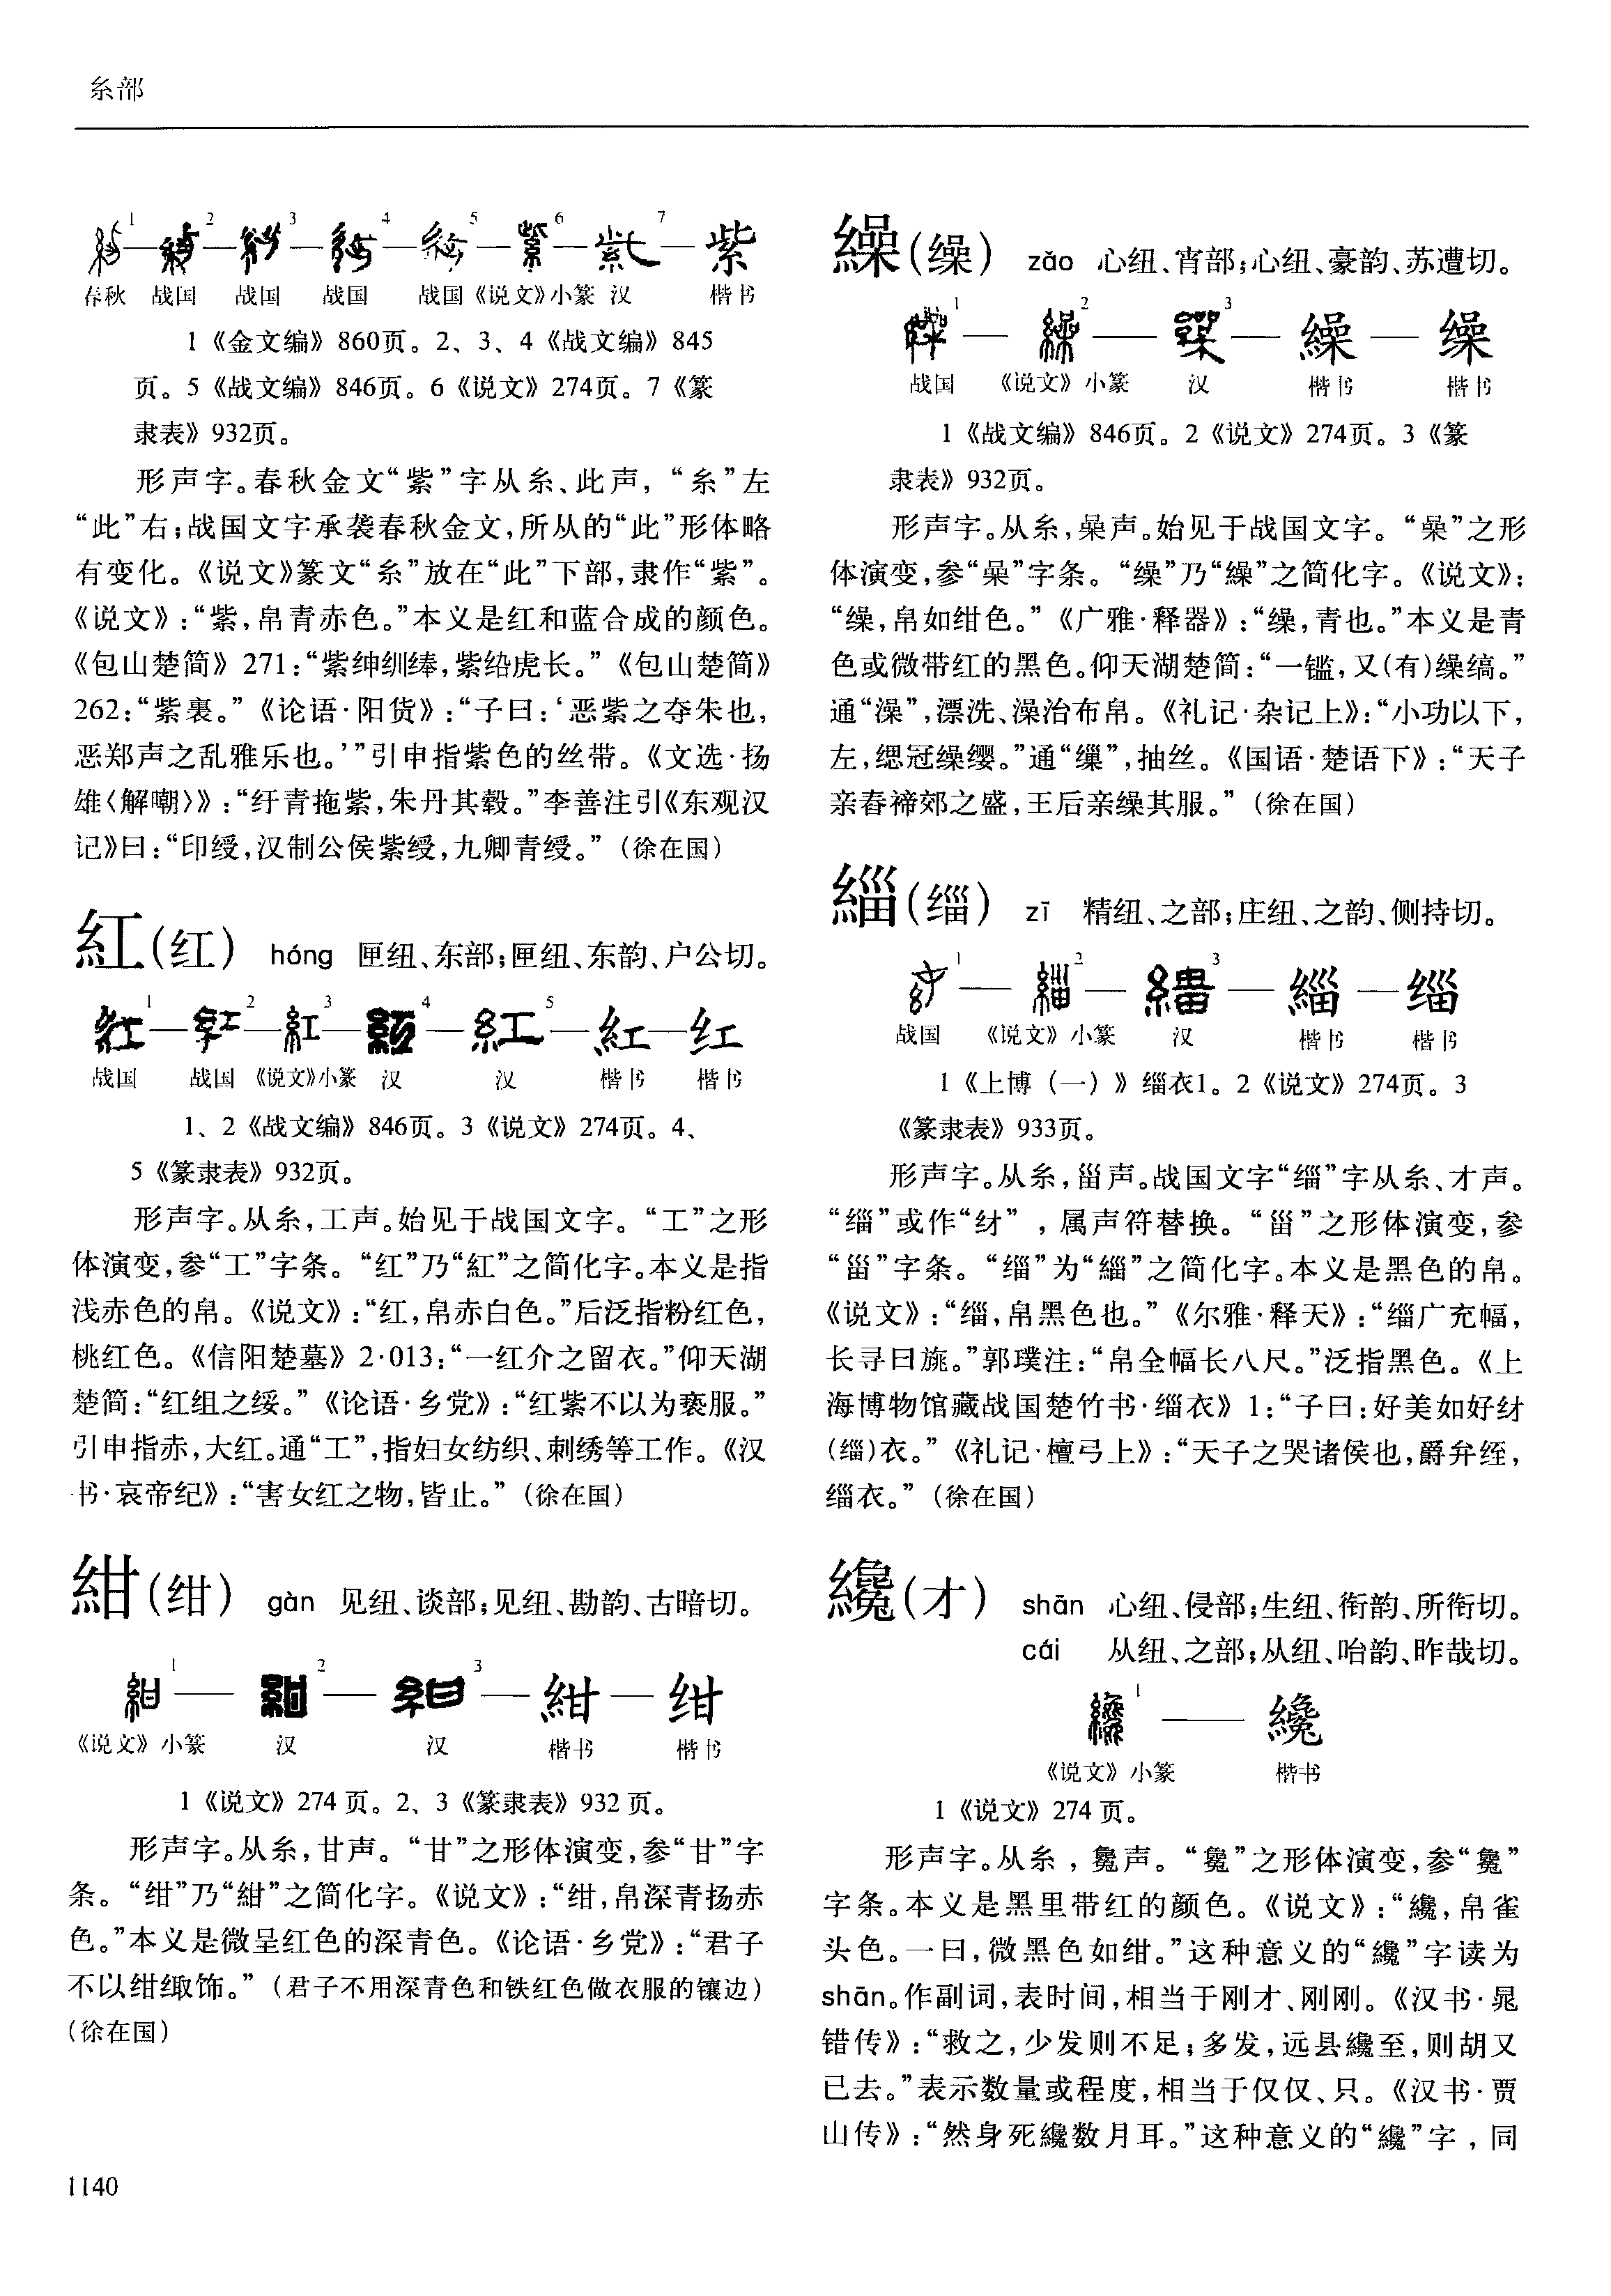 糸部
1 2 3 4 5 6 7
紫
春秋 战国 战国 战国 战国《说文》小篆 汉 楷书
1《金文编》860页。2、3、4《战文编》845
页。5《战文编》846页。6《说文》274页。7《篆
隶表》932页。
形声字。春秋金文“紫”字从糸、此声，“糸”左
“此”右；战国文字承袭春秋金文，所从的“此”形体略
有变化。《说文》篆文“糸”放在“此”下部，隶作“紫”。
《说文》：“紫，帛青赤色。”本义是红和蓝合成的颜色。
《包山楚简》271：“紫绅，紫虎长。”《包山楚简》
262：“紫裏。”《论语·阳货》：“子曰：‘恶紫之夺朱也，
恶郑声之乱雅乐也。’”引申指紫色的丝带。《文选·扬
雄〈解嘲〉》：“纡青拖紫，朱丹其毂。”李善注引《东观汉
记》曰：“印绶，汉制公侯紫绶，九卿青绶。”（徐在国）
紅（红） hóng 匣纽、东部；匣纽、东韵、户公切。
1 2 3 4 5
紅 红
战国 战国《说文》小篆 汉 汉 楷书 楷书
1、2《战文编》846页。3《说文》274页。4、
5《篆隶表》932页。
形声字。从糸，工声。始见于战国文字。“工”之形
体演变，参“工”字条。“红”乃“紅”之简化字。本义是指
浅赤色的帛。《说文》：“红，帛赤白色。”后泛指粉红色，
桃红色。《信阳楚墓》2·013：“一红介之留衣。”仰天湖
楚简：“红组之绥。”《论语·乡党》：“红紫不以为亵服。”
引申指赤，大红。通“工”，指妇女纺织、刺绣等工作。《汉
书·哀帝纪》：“害女红之物，皆止。”（徐在国）
紺（绀） gàn 见纽、谈部；见纽、勘韵、古暗切。
1 2 3
紺 绀
《说文》小篆 汉 汉 楷书 楷书
1《说文》274页。2、3《篆隶表》932页。
形声字。从糸，甘声。“甘”之形体演变，参“甘”字
条。“绀”乃“紺”之简化字。《说文》：“绀，帛深青扬赤
色。”本义是微呈红色的深青色。《论语·乡党》：“君子
不以绀緅饰。”（君子不用深青色和铁红色做衣服的镶边）
（徐在国）
繰（缲） zǎo 心纽、宵部；心纽、豪韵、苏遭切。
1 2 3
繰 缲
战国 《说文》小篆 汉 楷书 楷书
1《战文编》846页。2《说文》274页。3《篆
隶表》932页。
形声字。从糸，喿声。始见于战国文字。“喿”之形
体演变，参“喿”字条。“缲”乃“繰”之简化字。《说文》：
“缲，帛如绀色。”《广雅·释器》：“缲，青也。”本义是青
色或微带红的黑色。仰天湖楚简：“一，又（有）缲缟。”
通“澡”，漂洗、澡治布帛。《礼记·杂记上》：“小功以下，
左，缌冠缲缨。”通“缫”，抽丝。《国语·楚语下》：“天子
亲舂禘郊之盛，王后亲缲其服。”（徐在国）
緇（缁） zī 精纽、之部；庄纽、之韵、侧持切。
1 2 3
緇 缁
战国 《说文》小篆 汉 楷书 楷书
1《上博（一）》缁衣1。2《说文》274页。3
《篆隶表》933页。
形声字。从糸，甾声。战国文字“缁”字从糸、才声。
“缁”或作“䊷”，属声符替换。“甾”之形体演变，参
“甾”字条。“缁”为“緇”之简化字。本义是黑色的帛。
《说文》：“缁，帛黑色也。”《尔雅·释天》：“缁广充幅，
长寻曰旐。”郭璞注：“帛全幅长八尺。”泛指黑色。《上
海博物馆藏战国楚竹书·缁衣》1：“子曰：好美如好䊷
（缁）衣。”《礼记·檀弓上》：“天子之哭诸侯也，爵弁绖，
缁衣。”（徐在国）
纔（才） shān 心纽、侵部；生纽、衔韵、所衔切。
cái 从纽、之部；从纽、咍韵、昨哉切。
1
纔
《说文》小篆 楷书
1《说文》274页。
形声字。从糸，毚声。“毚”之形体演变，参“毚”
字条。本义是黑里带红的颜色。《说文》：“纔，帛雀
头色。一曰，微黑色如绀。”这种意义的“纔”字读为
shān。作副词，表时间，相当于刚才、刚刚。《汉书·晁
错传》：“救之，少发则不足；多发，远县纔至，则胡又
已去。”表示数量或程度，相当于仅仅、只。《汉书·贾
山传》：“然身死纔数月耳。”这种意义的“纔”字，同
1140